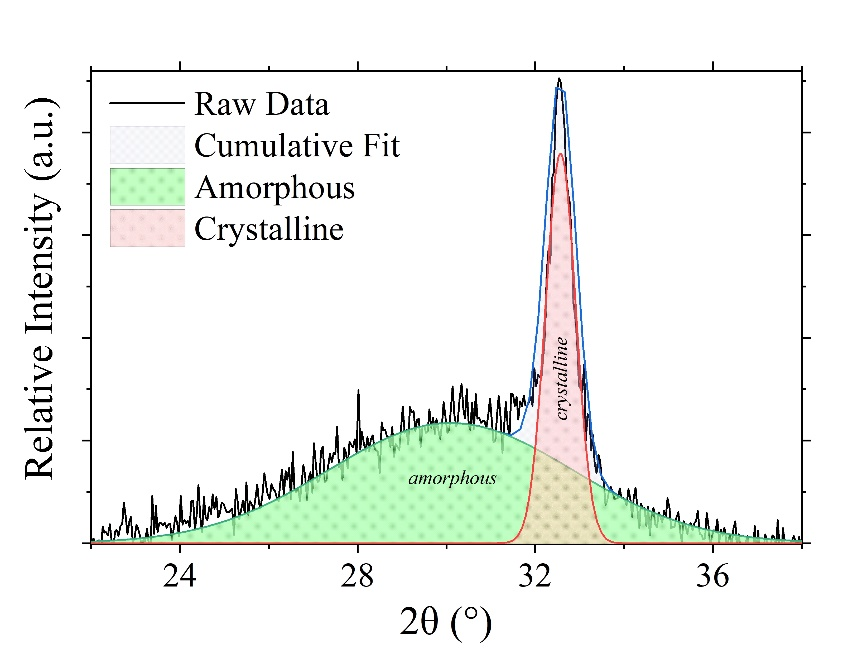 Raw Data
Cumulative Fit
Amorphous
Crystalline
Relative Intensity (a.u.)
crystalline
amorphous
24 28 32 36
2θ (°)